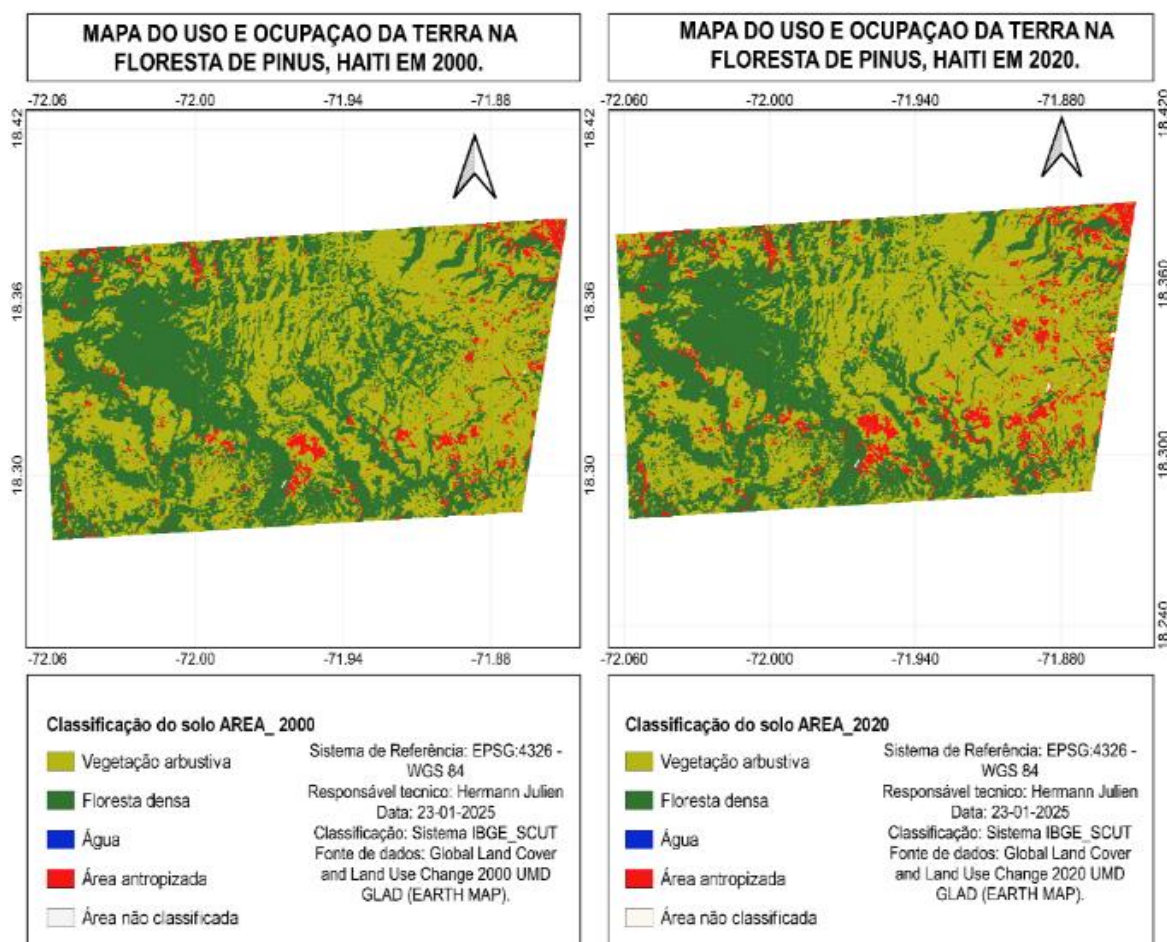 MAPA DO USO E OCUPAÇAO DA TERRA NA
FLORESTA DE PINUS, HAITI EM 2000.
-72.06 -72.00 -71.94 -71.88
18.42
18.36
18.30
-72.06 -72.00 -71.94 -71.88
Classificação do solo AREA_ 2000
Vegetação arbustiva
Floresta densa
Água
Área antropizada
Área não classificada
Sistema de Referência: EPSG:4326 -
WGS 84
Responsável tecnico: Hermann Julien
Data: 23-01-2025
Classificação: Sistema IBGE_SCUT
Fonte de dados: Global Land Cover
and Land Use Change 2000 UMD
GLAD (EARTH MAP).
MAPA DO USO E OCUPAÇAO DA TERRA NA
FLORESTA DE PINUS, HAITI EM 2020.
-72.060 -72.000 -71.940 -71.880
18.42
18.36
18.30
18.420
18.360
18.300
18.240
-72.060 -72.000 -71.940 -71.880
Classificação do solo AREA_2020
Vegetação arbustiva
Floresta densa
Água
Área antropizada
Área não classificada
Sistema de Referência: EPSG:4326 -
WGS 84
Responsável tecnico: Hermann Julien
Data: 23-01-2025
Classificação: Sistema IBGE_SCUT
Fonte de dados: Global Land Cover
and Land Use Change 2020 UMD
GLAD (EARTH MAP).